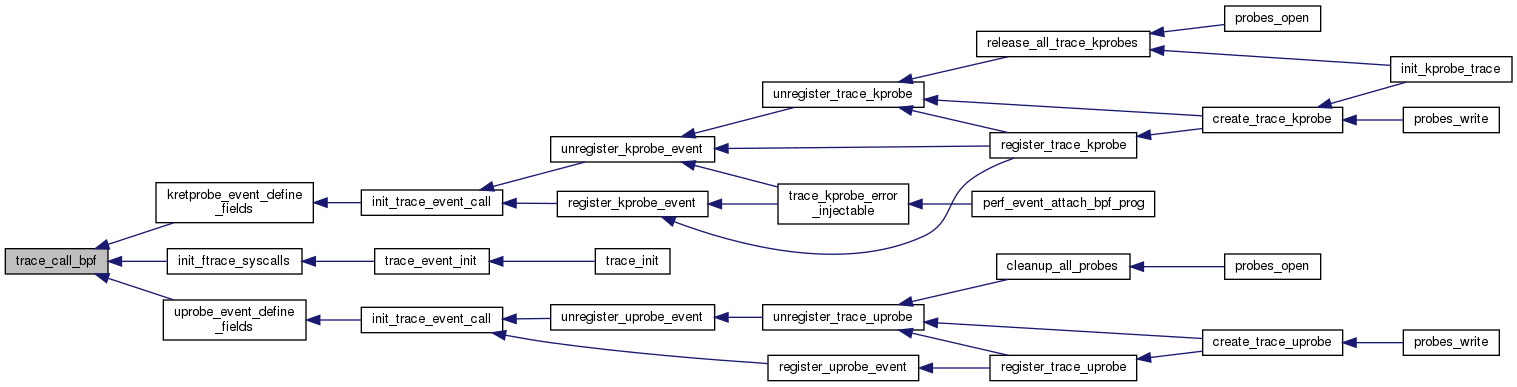 probes_open
release_all_trace_kprobes
init_kprobe_trace
unregister_trace_kprobe
create_trace_kprobe
probes_write
unregister_kprobe_event
register_trace_kprobe
kretprobe_event_define
_fields
init_trace_event_call
register_kprobe_event
trace_kprobe_error
_injectable
perf_event_attach_bpf_prog
trace_call_bpf
init_ftrace_syscalls
trace_event_init
trace_init
cleanup_all_probes
probes_open
uprobe_event_define
_fields
init_trace_event_call
unregister_uprobe_event
unregister_trace_uprobe
create_trace_uprobe
probes_write
register_uprobe_event
register_trace_uprobe